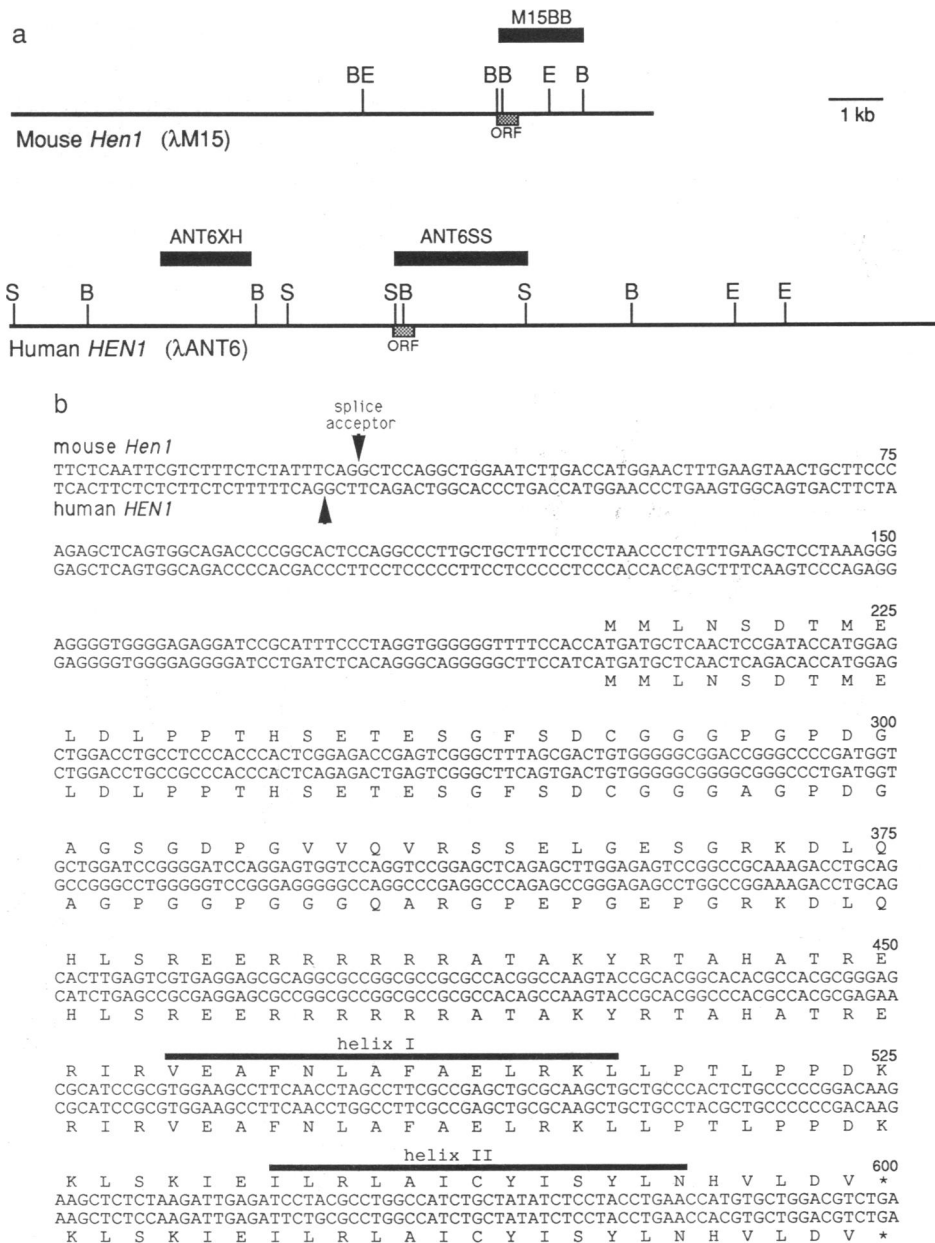 a
M15BB
BE BB E B
ORF
1 kb
Mouse Hen1 (λM15)
ANT6XH ANT6SS
S B B S SB S B E E
ORF
Human HEN1 (λANT6)
b
splice
acceptor
mouse Hen1 75
TTCTCAATTCGTCTTTCTCTATTTCAGGCTCCAGGCTGGAATCTTGACCATGGAACTTTGAAGTAACTGCTTCCC
TCACTTCTCTCTTCTCTTTTTCAGGCTTCAGACTGGCACCCTGACCATGGAACCCTGAAGTGGCAGTGACTTCTA
human HEN1
150
AGAGCTCAGTGGCAGACCCCGGCACTCCAGGCCCTTGCTGCTTTCCTCCTAACCCTCTTTGAAGCTCCTAAAGGG
GAGCTCAGTGGCAGACCCCACGACCCTTCCTCCCCCTTCCTCCCCCTCCCACCACCAGCTTTCAAGTCCCAGAGG
225
M M L N S D T M E
AGGGGTGGGGAGAGGATCCGCATTTCCCTAGGTGGGGGGTTTTCCACCATGATGCTCAACTCCGATACCATGGAG
GAGGGGTGGGGAGGGGATCCTGATCTCACAGGGCAGGGGGCTTCCATCATGATGCTCAACTCAGACACCATGGAG
M M L N S D T M E
300
L D L P P T H S E T E S G F S D C G G G P G P D G
CTGGACCTGCCTCCCACCCACTCGGAGACCGAGTCGGGCTTTAGCGACTGTGGGGGCGGACCGGGCCCCGATGGT
CTGGACCTGCCGCCCACCCACTCAGAGACTGAGTCGGGCTTCAGTGACTGTGGGGGCGGGGCGGGCCCTGATGGT
L D L P P T H S E T E S G F S D C G G G A G P D G
375
A G S G D P G V V Q V R S S E L G E S G R K D L Q
GCTGGATCCGGGGATCCAGGAGTGGTCCAGGTCCGGAGCTCAGAGCTTGGAGAGTCCGGCCGCAAAGACCTGCAG
GCCGGGCCTGGGGGTCCGGGAGGGGGCCAGGCCCGAGGCCCAGAGCCGGGAGAGCCTGGCCGGAAAGACCTGCAG
A G P G G P G G G Q A R G P E P G E P G R K D L Q
450
H L S R E E R R R R R A T A K Y R T A H A T R E
CACTTGAGTCGTGAGGAGCGCAGGCGCCGGCGCCGCGCCACGGCCAAGTACCGCACGGCACACGCCACGCGGGAG
CATCTGAGCCGCGAGGAGCGCCGGCGCCGGCGCCGCGCCACAGCCAAGTACCGCACGGCCCACGCCACGCGAGAA
H L S R E E R R R R R A T A K Y R T A H A T R E
helix I
525
R I R V E A F N L A F A E L R K L L P T L P P D K
CGCATCCGCGTGGAAGCCTTCAACCTAGCCTTCGCCGAGCTGCGCAAGCTGCTGCCCACTCTGCCCCCGGACAAG
CGCATCCGCGTGGAAGCCTTCAACCTGGCCTTCGCCGAGCTGCGCAAGCTGCTGCCTACGCTGCCCCCCGACAAG
R I R V E A F N L A F A E L R K L L P T L P P D K
helix II
600
K L S K I E I L R L A I C Y I S Y L N H V L D V *
AAGCTCTCTAAGATTGAGATCCTACGCCTGGCCATCTGCTATATCTCCTACCTGAACCATGTGCTGGACGTCTGA
AAGCTCTCCAAGATTGAGATTCTGCGCCTGGCCATCTGCTATATCTCCTACCTGAACCACGTGCTGGACGTCTGA
K L S K I E I L R L A I C Y I S Y L N H V L D V *